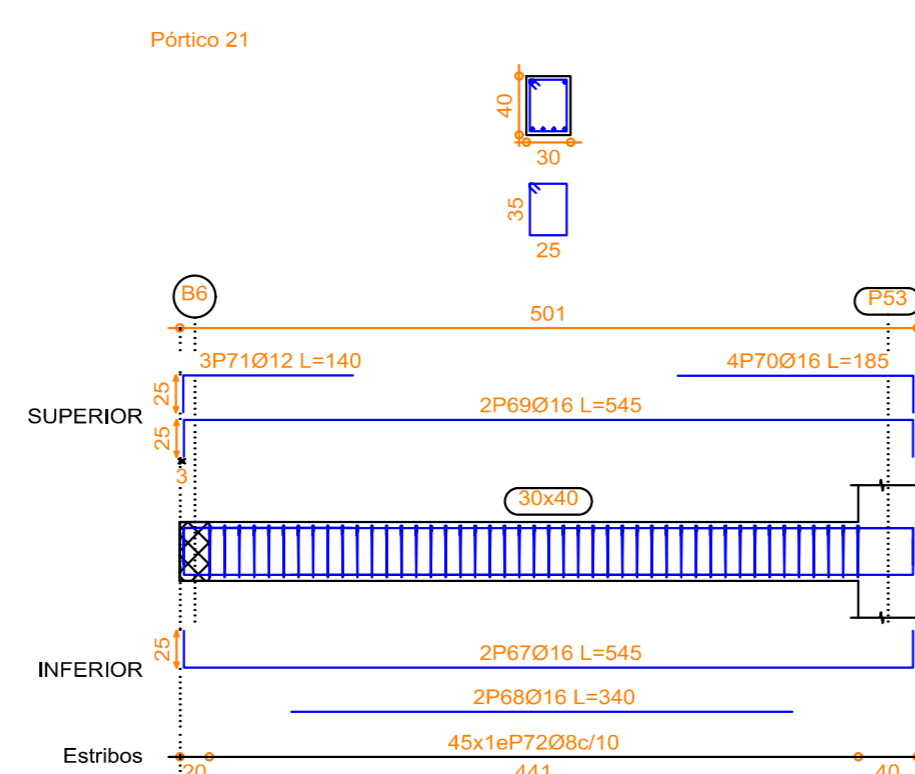 Pórtico 21
40
30
35
25
B6
P53
501
3P71Ø12 L=140
4P70Ø16 L=185
25
SUPERIOR
2P69Ø16 L=545
25
3
30x40
25
INFERIOR
2P67Ø16 L=545
2P68Ø16 L=340
Estribos
45x1eP72Ø8c/10
20
441
40